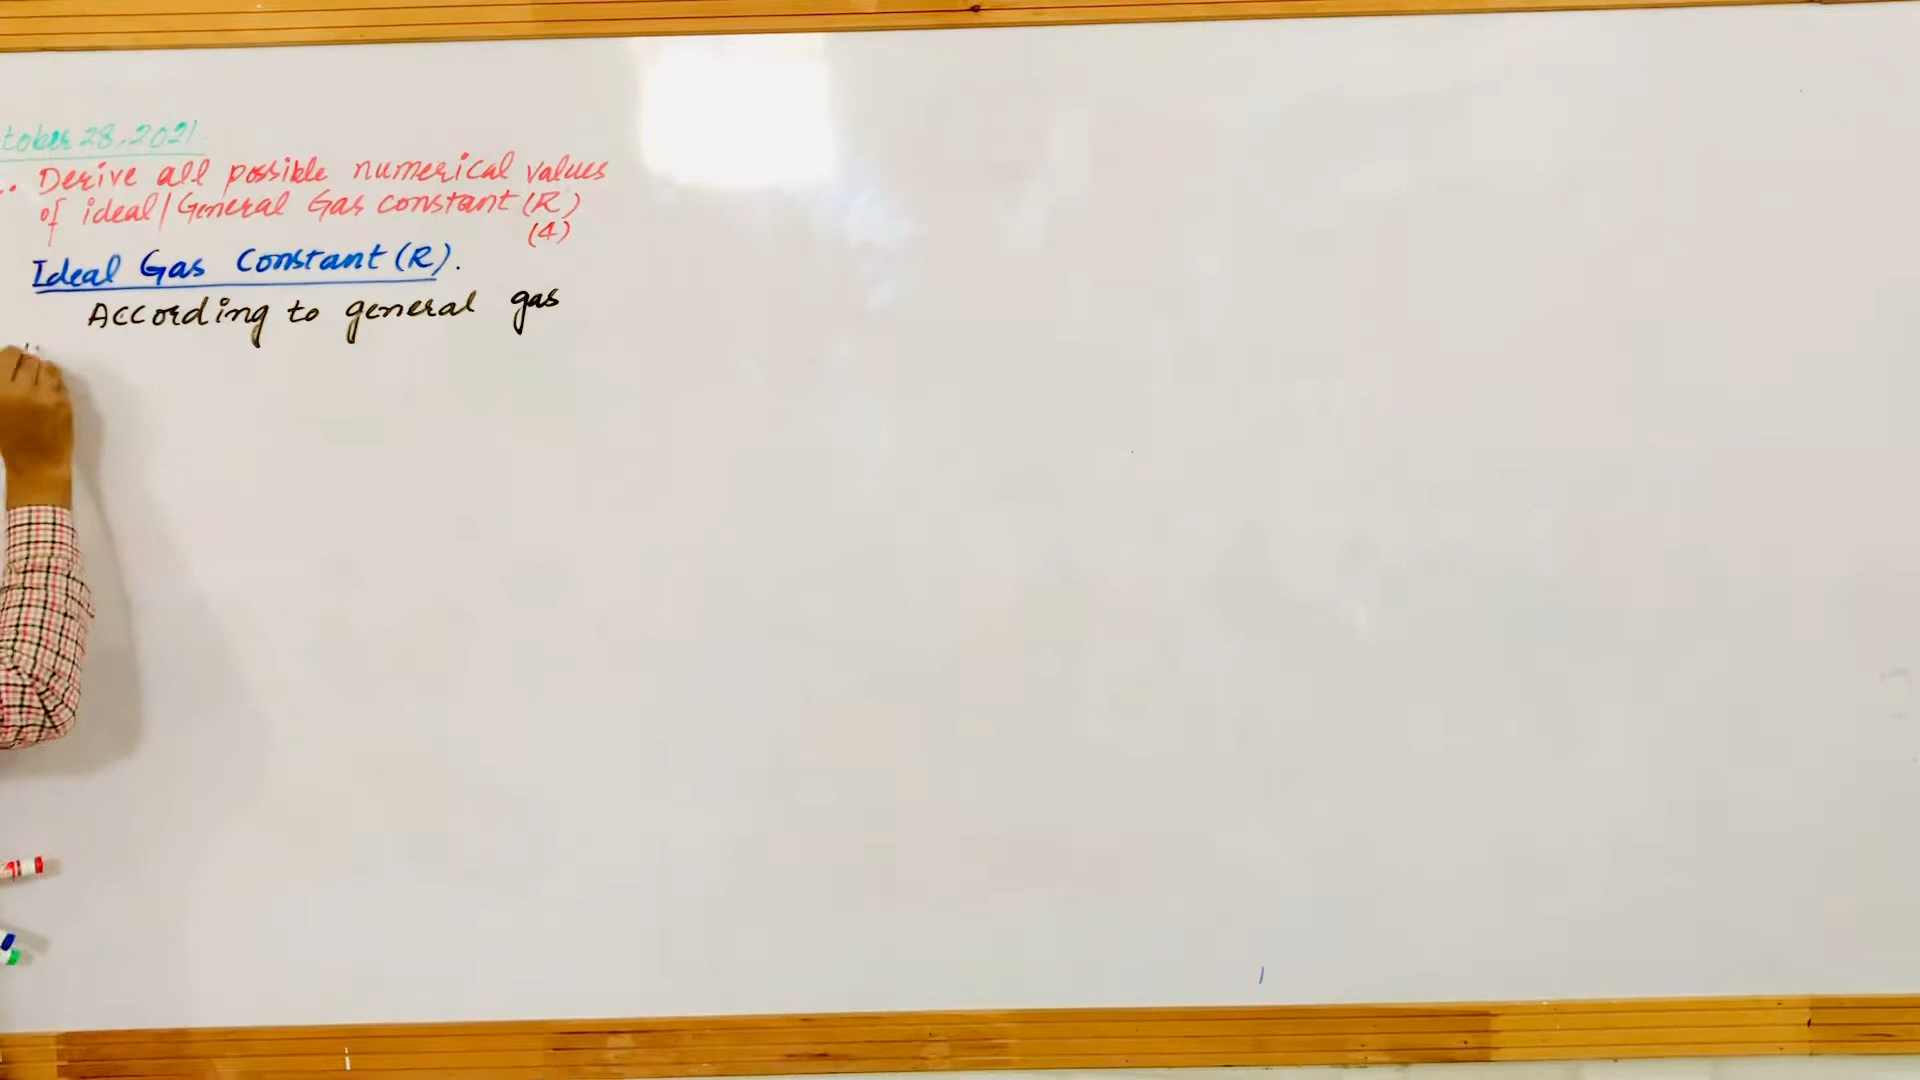 tober 28, 2021.
. Derive all possible numerical values
of ideal/General Gas constant (R)
(4)
Ideal Gas Constant (R).
According to general gas